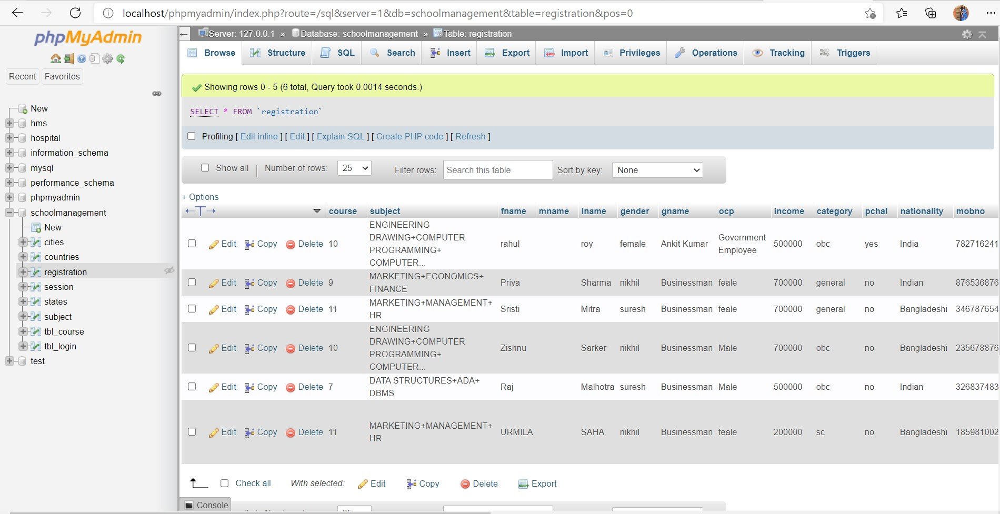 localhost/phpmyadmin/index.php?route=/sql&server=1&db=schoolmanagement&table=registration&pos=0
phpMyAdmin
Recent Favorites
New
hms
hospital
information_schema
mysql
performance_schema
phpmyadmin
schoolmanagement
New
cities
countries
registration
session
states
subject
tbl_course
tbl_login
test
Server: 127.0.0.1 » Database: schoolmanagement » Table: registration
Browse Structure SQL Search Insert Export Import Privileges Operations Tracking Triggers
Showing rows 0 - 5 (6 total, Query took 0.0014 seconds.)
SELECT * FROM `registration`
Profiling [ Edit inline ] [ Edit ] [ Explain SQL ] [ Create PHP code ] [ Refresh ]
Show all | Number of rows: 25 Filter rows: Search this table Sort by key: None
+ Options
←T→ course subject fname mname lname gender gname ocp income category pchal nationality mobno
Edit Copy Delete 10 ENGINEERING DRAWING+COMPUTER PROGRAMMING+ COMPUTER... rahul roy female Ankit Kumar Government Employee 500000 obc yes India 782716241
Edit Copy Delete 9 MARKETING+ECONOMICS+ FINANCE Priya Sharma nikhil Businessman feale 700000 general no Indian 876536876
Edit Copy Delete 11 MARKETING+MANAGEMENT+ HR Sristi Mitra suresh Businessman feale 700000 general no Bangladeshi 346787654
Edit Copy Delete 10 ENGINEERING DRAWING+COMPUTER PROGRAMMING+ COMPUTER... Zishnu Sarker nikhil Businessman Male 700000 obc no Bangladeshi 235678876
Edit Copy Delete 7 DATA STRUCTURES+ADA+ DBMS Raj Malhotra suresh Businessman Male 500000 obc no Indian 326837483
Edit Copy Delete 11 MARKETING+MANAGEMENT+ HR URMILA SAHA nikhil Businessman feale 200000 sc no Bangladeshi 185981002
Check all With selected: Edit Copy Delete Export
Console